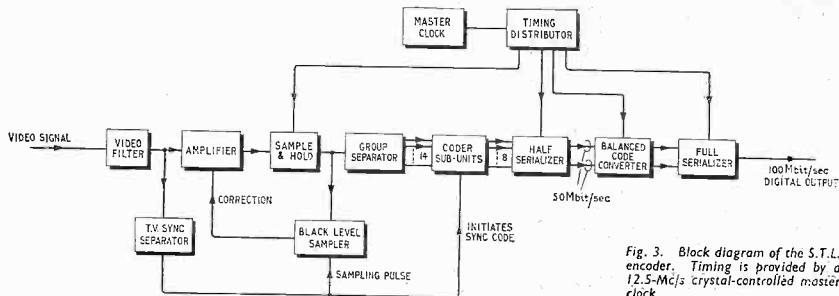 MASTER
CLOCK
TIMING
DISTRIBUTOR
VIDEO SIGNAL
VIDEO
FILTER
AMPLIFIER
SAMPLE
& HOLD
GROUP
SEPARATOR
14
CODER
SUB-UNITS
8
HALF
SERIALIZER
50Mbit/sec
BALANCED
CODE
CONVERTER
FULL
SERIALIZER
100Mbit/sec
DIGITAL OUTPUT
CORRECTION
T.V. SYNC
SEPARATOR
BLACK LEVEL
SAMPLER
SAMPLING PULSE
INITIATES
SYNC CODE
Fig. 3. Block diagram of the S.T.L.
encoder. Timing is provided by a
12.5-Mc/s crystal-controlled master
clock